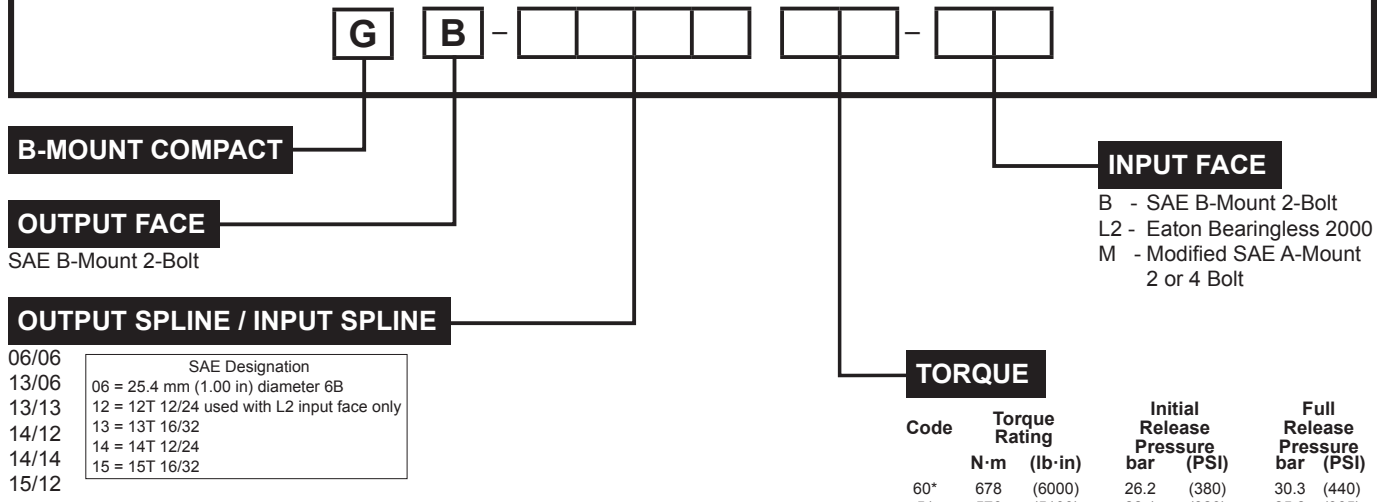 G B – –
B-MOUNT COMPACT
OUTPUT FACE
SAE B-Mount 2-Bolt
OUTPUT SPLINE / INPUT SPLINE
06/06
13/06
13/13
14/12
14/14
15/12
SAE Designation
06 = 25.4 mm (1.00 in) diameter 6B
12 = 12T 12/24 used with L2 input face only
13 = 13T 16/32
14 = 14T 12/24
15 = 15T 16/32
INPUT FACE
B - SAE B-Mount 2-Bolt
L2 - Eaton Bearingless 2000
M - Modified SAE A-Mount
2 or 4 Bolt
TORQUE
Code Torque Rating Initial Release Pressure Full Release Pressure
N·m (lb·in) bar (PSI) bar (PSI)
60* 678 (6000) 26.2 (380) 30.3 (440)